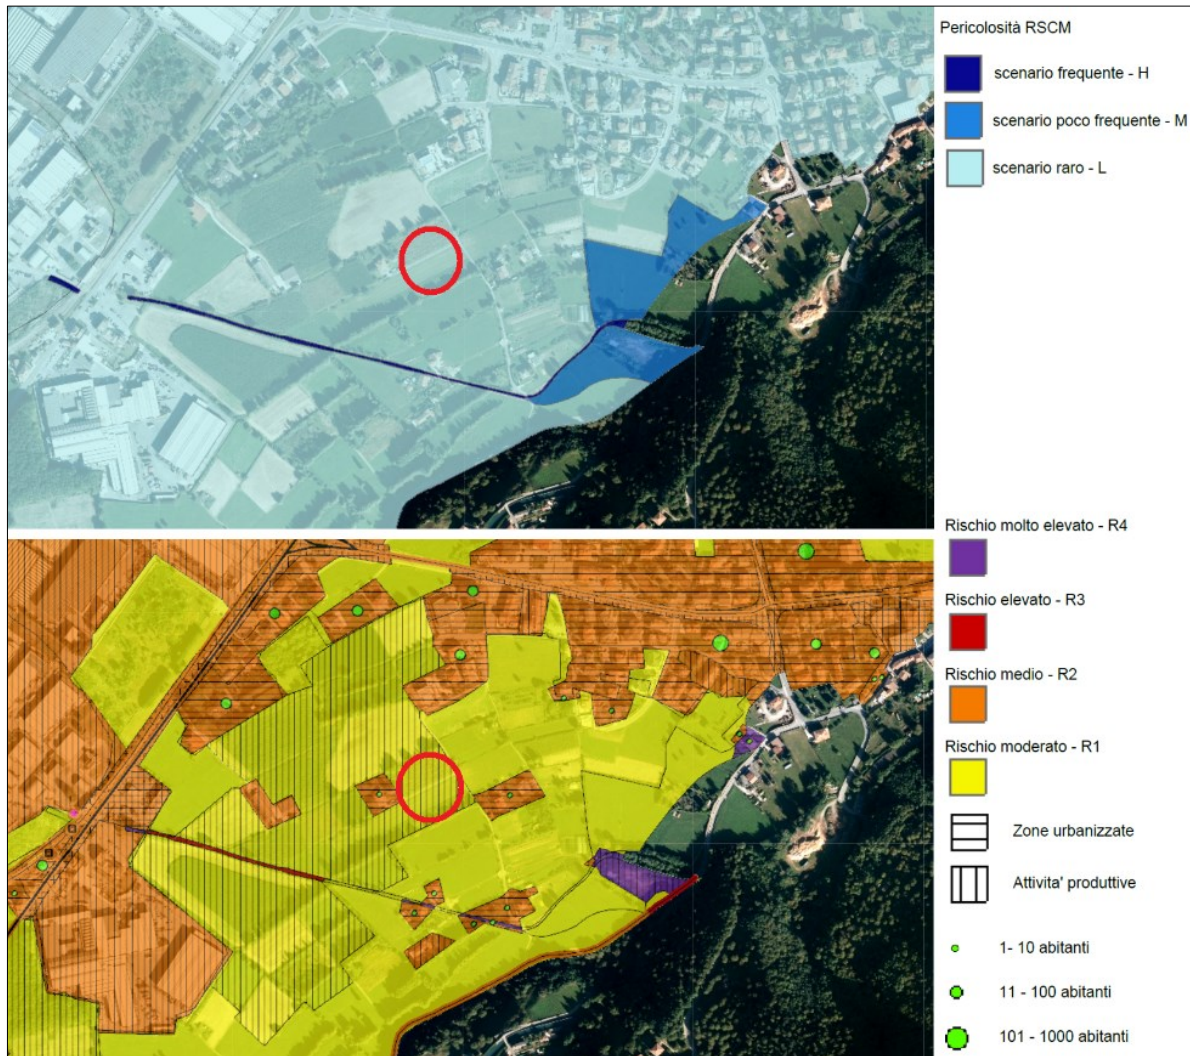 Pericolosità RSCM
scenario frequente - H
scenario poco frequente - M
scenario raro - L
Rischio molto elevato - R4
Rischio elevato - R3
Rischio medio - R2
Rischio moderato - R1
Zone urbanizzate
Attivita' produttive
1- 10 abitanti
11 - 100 abitanti
101 - 1000 abitanti